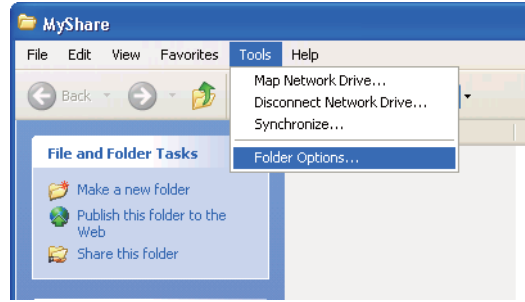 MyShare
File Edit View Favorites Tools Help
Back
Map Network Drive...
Disconnect Network Drive...
Synchronize...
Folder Options...
File and Folder Tasks
Make a new folder
Publish this folder to the
Web
Share this folder